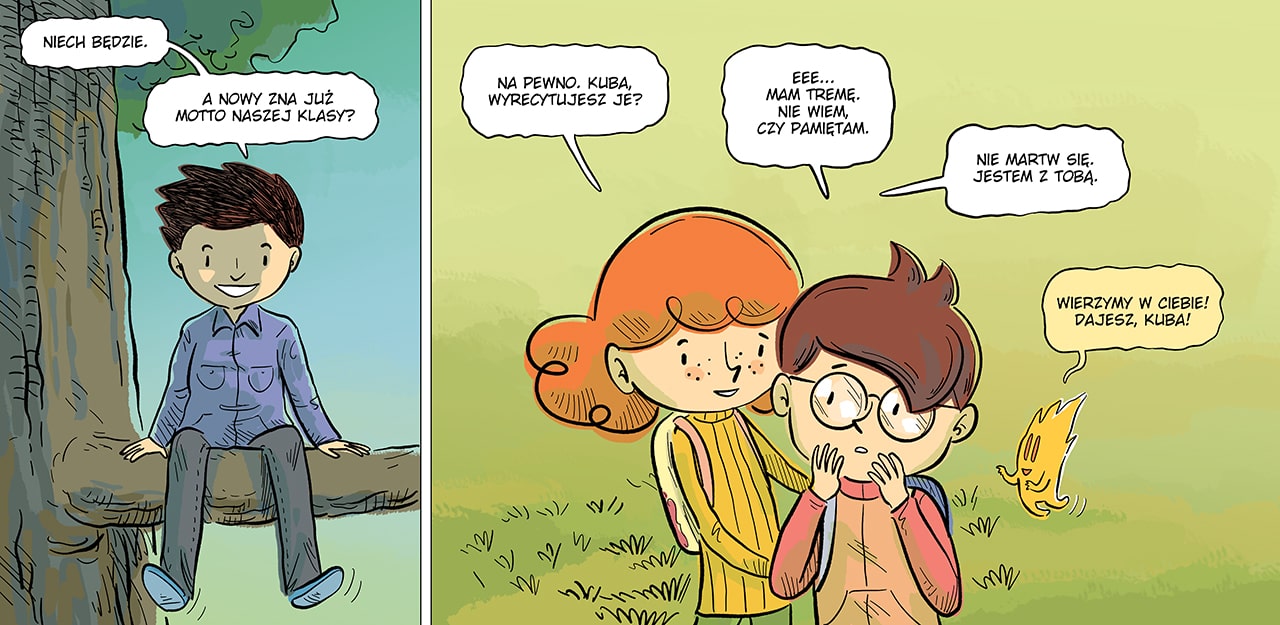 NIECH BĘDZIE.
A NOWY ZNA JUŻ
MOTTO NASZEJ KLASY?
NA PEWNO. KUBA,
WYRECYTUJESZ JE?
EEE...
MAM TREMĘ.
NIE WIEM,
CZY PAMIĘTAM.
NIE MARTW SIĘ.
JESTEM Z TOBĄ.
WIERZYMY W CIEBIE!
DAJESZ, KUBA!